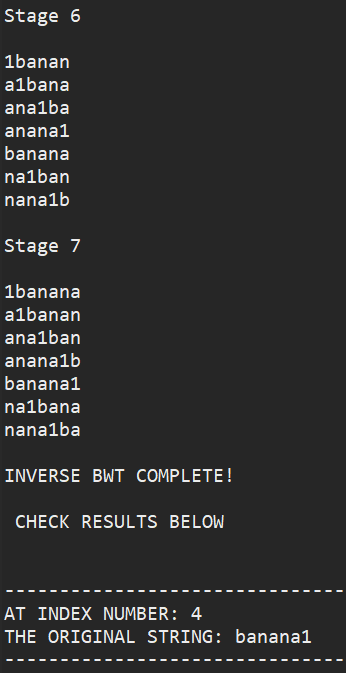 Stage 6
1banan
a1bana
ana1ba
anana1
banana
na1ban
nana1b
Stage 7
1banana
a1banan
ana1ban
anana1b
banana1
na1bana
nana1ba
INVERSE BWT COMPLETE!
CHECK RESULTS BELOW
-------------------------------
AT INDEX NUMBER: 4
THE ORIGINAL STRING: banana1
-------------------------------